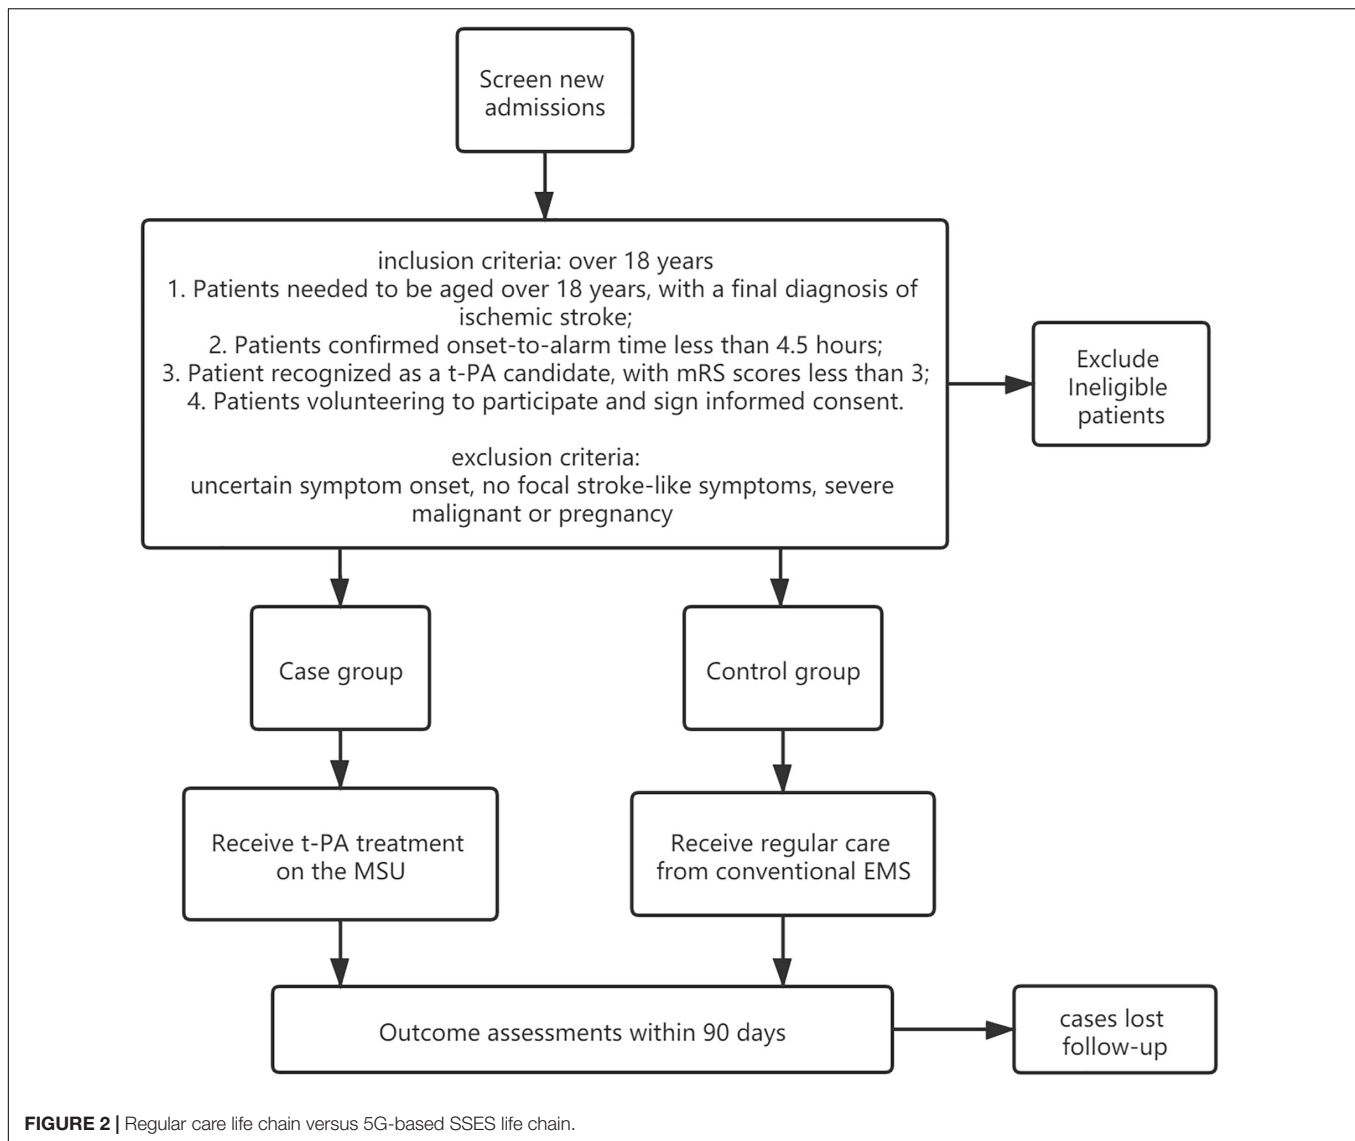 Screen new
admissions
inclusion criteria: over 18 years
1. Patients needed to be aged over 18 years, with a final diagnosis of
ischemic stroke;
2. Patients confirmed onset-to-alarm time less than 4.5 hours;
3. Patient recognized as a t-PA candidate, with mRS scores less than 3;
4. Patients volunteering to participate and sign informed consent.
exclusion criteria:
uncertain symptom onset, no focal stroke-like symptoms, severe
malignant or pregnancy
Exclude
Ineligible
patients
Case group
Control group
Receive t-PA treatment
on the MSU
Receive regular care
from conventional EMS
Outcome assessments within 90 days
cases lost
follow-up
FIGURE 2 | Regular care life chain versus 5G-based SSES life chain.